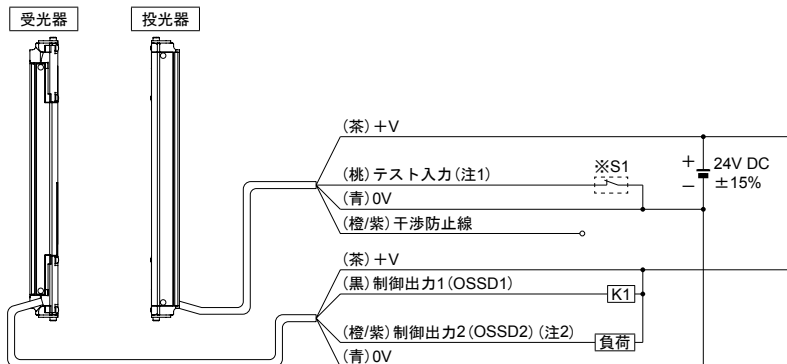 受光器
投光器
(茶)+V
(桃)テスト入力(注1)
※S1
+
−
24V DC
±15%
(青)0V
(橙/紫)干渉防止線
(茶)+V
(黒)制御出力1(OSSD1)
K1
(橙/紫)制御出力2(OSSD2)(注2)
負荷
(青)0V